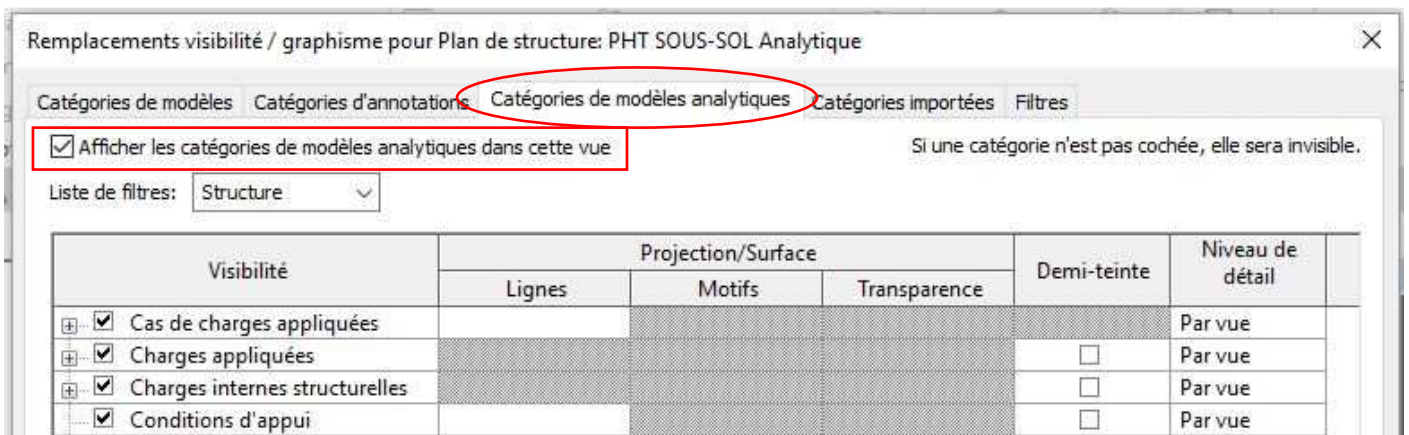 Remplacements visibilité / graphisme pour Plan de structure: PHT SOUS-SOL Analytique
Catégories de modèles Catégories d'annotations Catégories de modèles analytiques Catégories importées Filtres
Afficher les catégories de modèles analytiques dans cette vue Si une catégorie n'est pas cochée, elle sera invisible.
Liste de filtres: Structure
Visibilité Projection/Surface Demi-teinte Niveau de détail
Lignes Motifs Transparence
Cas de charges appliquées Par vue
Charges appliquées Par vue
Charges internes structurelles Par vue
Conditions d'appui Par vue